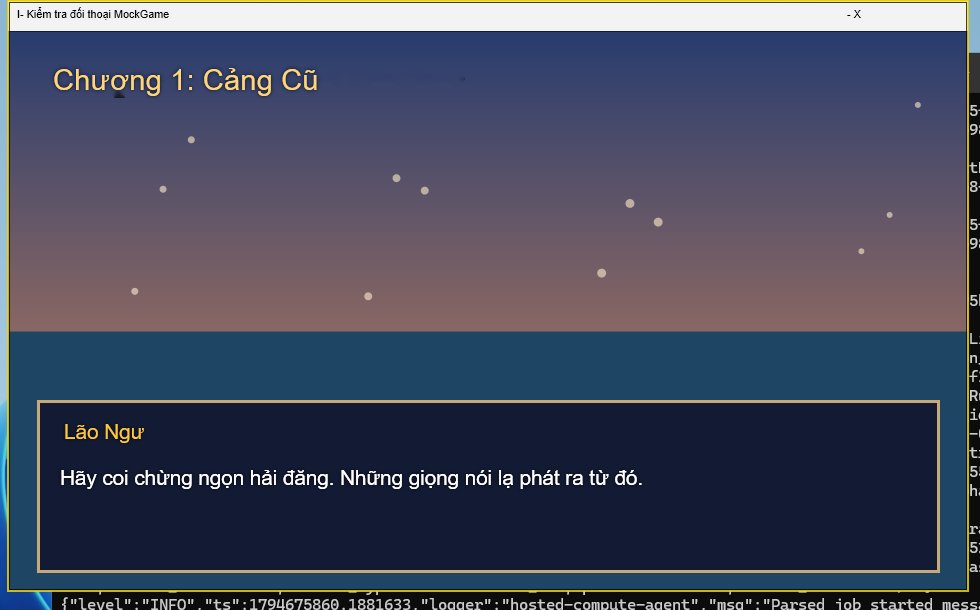 I- Kiểm tra đối thoại MockGame
- X
Chương 1: Cảng Cũ
Lão Ngư
Hãy coi chừng ngọn hải đăng. Những giọng nói lạ phát ra từ đó.
{"level":"INFO","ts":1794675860.1881633,"logger":"hosted-compute-agent","msg":"Parsed job started